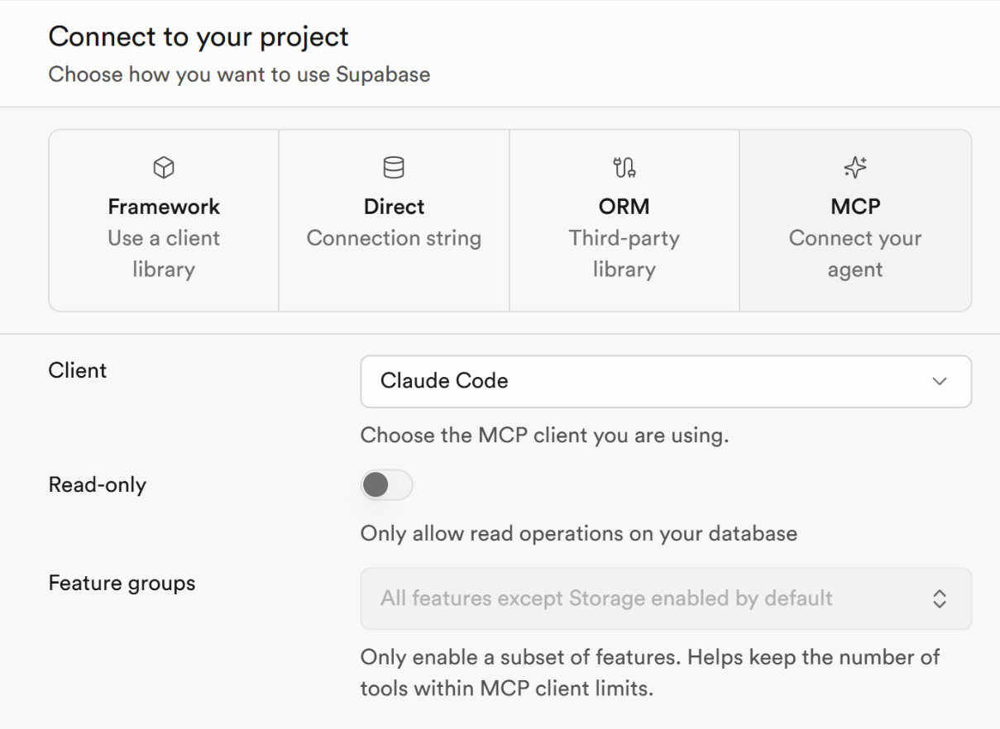 Connect to your project
Choose how you want to use Supabase
Framework
Use a client
library
Direct
Connection string
ORM
Third-party
library
MCP
Connect your
agent
Client
Claude Code
Choose the MCP client you are using.
Read-only
Only allow read operations on your database
Feature groups
All features except Storage enabled by default
Only enable a subset of features. Helps keep the number of
tools within MCP client limits.